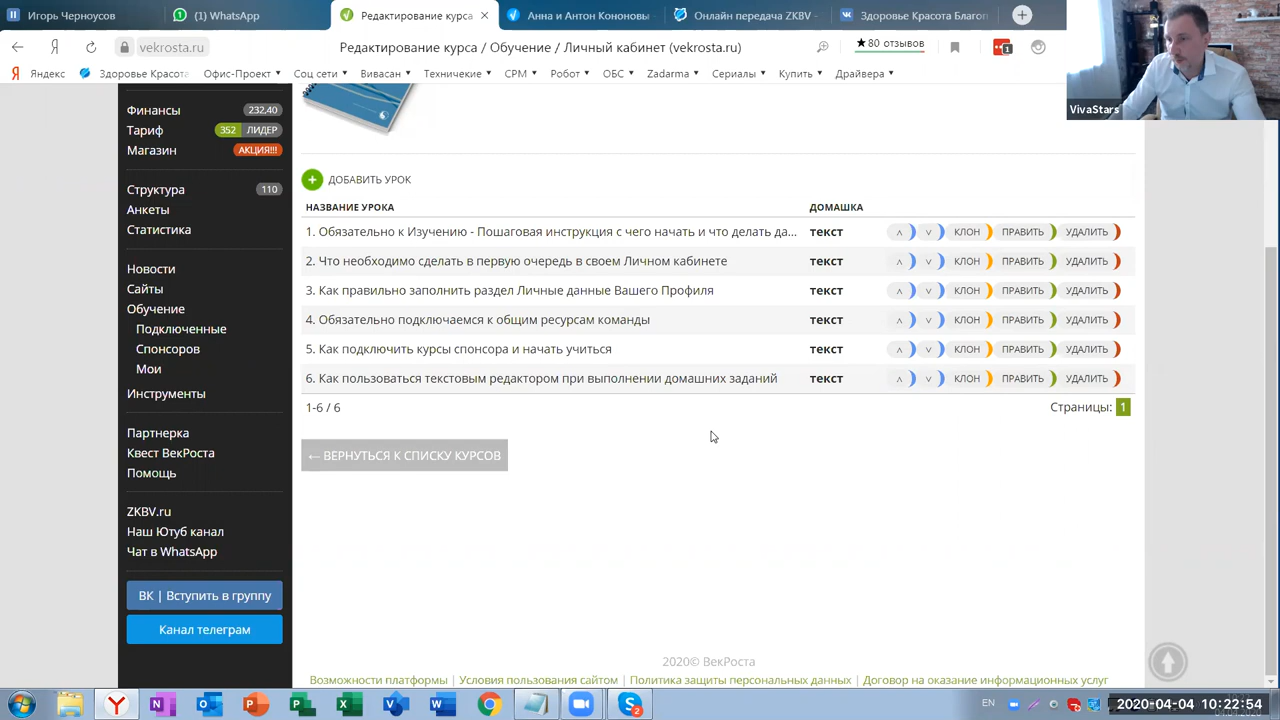 Игорь Черноусов
(1) WhatsApp
Редактирование курса
Анна и Антон Кононовы
Онлайн передача ZKBV -
Здоровье Красота Благоп
vekrosta.ru
Редактирование курса / Обучение / Личный кабинет (vekrosta.ru)
★80 отзывов
1
Яндекс
Здоровье Красота
Офис-Проект
Соц сети
Вивасан
Технические
СРМ
Робот
ОБС
Zadarma
Сериалы
Купить
Драйвера
VivaStars
Финансы 232,40
Тариф 352 ЛИДЕР
Магазин АКЦИЯ!!!
Структура 110
Анкеты
Статистика
Новости
Сайты
Обучение
Подключенные
Спонсоров
Мои
Инструменты
Партнерка
Квест ВекРоста
Помощь
ZKBV.ru
Наш Ютуб канал
Чат в WhatsApp
ВК | Вступить в группу
Канал телеграм
+ ДОБАВИТЬ УРОК
НАЗВАНИЕ УРОКА ДОМАШКА
1. Обязательно к Изучению - Пошаговая инструкция с чего начать и что делать да... текст ʌ v КЛОН ПРАВИТЬ УДАЛИТЬ
2. Что необходимо сделать в первую очередь в своем Личном кабинете текст ʌ v КЛОН ПРАВИТЬ УДАЛИТЬ
3. Как правильно заполнить раздел Личные данные Вашего Профиля текст ʌ v КЛОН ПРАВИТЬ УДАЛИТЬ
4. Обязательно подключаемся к общим ресурсам команды текст ʌ v КЛОН ПРАВИТЬ УДАЛИТЬ
5. Как подключить курсы спонсора и начать учиться текст ʌ v КЛОН ПРАВИТЬ УДАЛИТЬ
6. Как пользоваться текстовым редактором при выполнении домашних заданий текст ʌ v КЛОН ПРАВИТЬ УДАЛИТЬ
1-6 / 6 Страницы: 1
← ВЕРНУТЬСЯ К СПИСКУ КУРСОВ
2020© ВекРоста
Возможности платформы | Условия пользования сайтом | Политика защиты персональных данных | Договор на оказание информационных услуг
EN
2020-04-04 10:22:54